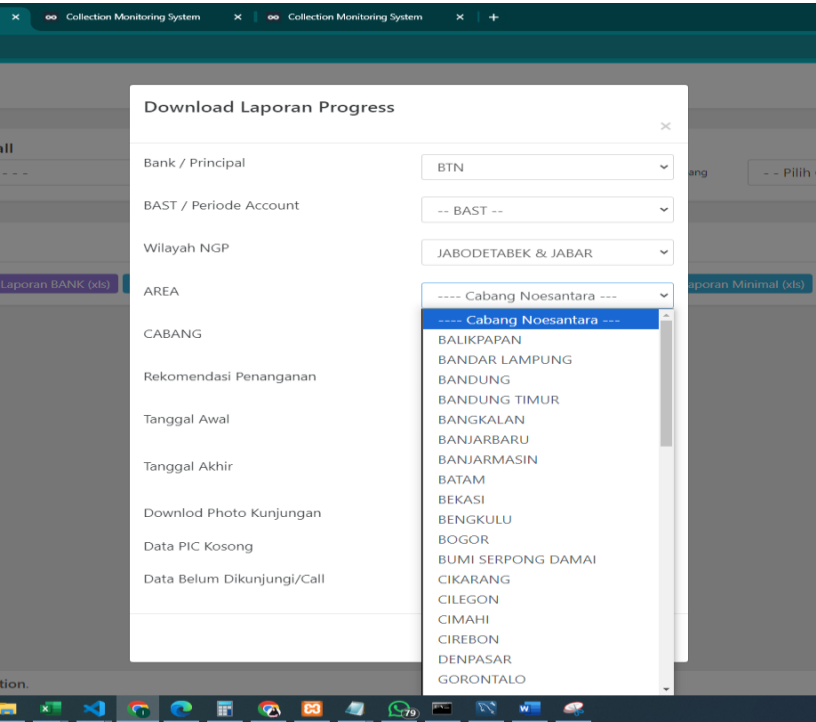 Collection Monitoring System
Collection Monitoring System
Download Laporan Progress
all
- - -
Bank / Principal
BTN
ang
- - Pilih
BAST / Periode Account
-- BAST --
Wilayah NGP
JABODETABEK & JABAR
Laporan BANK (xls)
AREA
---- Cabang Noesantara ---
aporan Minimal (xls)
---- Cabang Noesantara ---
CABANG
BALIKPAPAN
BANDAR LAMPUNG
Rekomendasi Penanganan
BANDUNG
BANDUNG TIMUR
Tanggal Awal
BANGKALAN
BANJARBARU
Tanggal Akhir
BANJARMASIN
BATAM
BEKASI
Downlod Photo Kunjungan
BENGKULU
BOGOR
Data PIC Kosong
BUMI SERPONG DAMAI
Data Belum Dikunjungi/Call
CIKARANG
CILEGON
CIMAHI
CIREBON
DENPASAR
GORONTALO
tion.
79